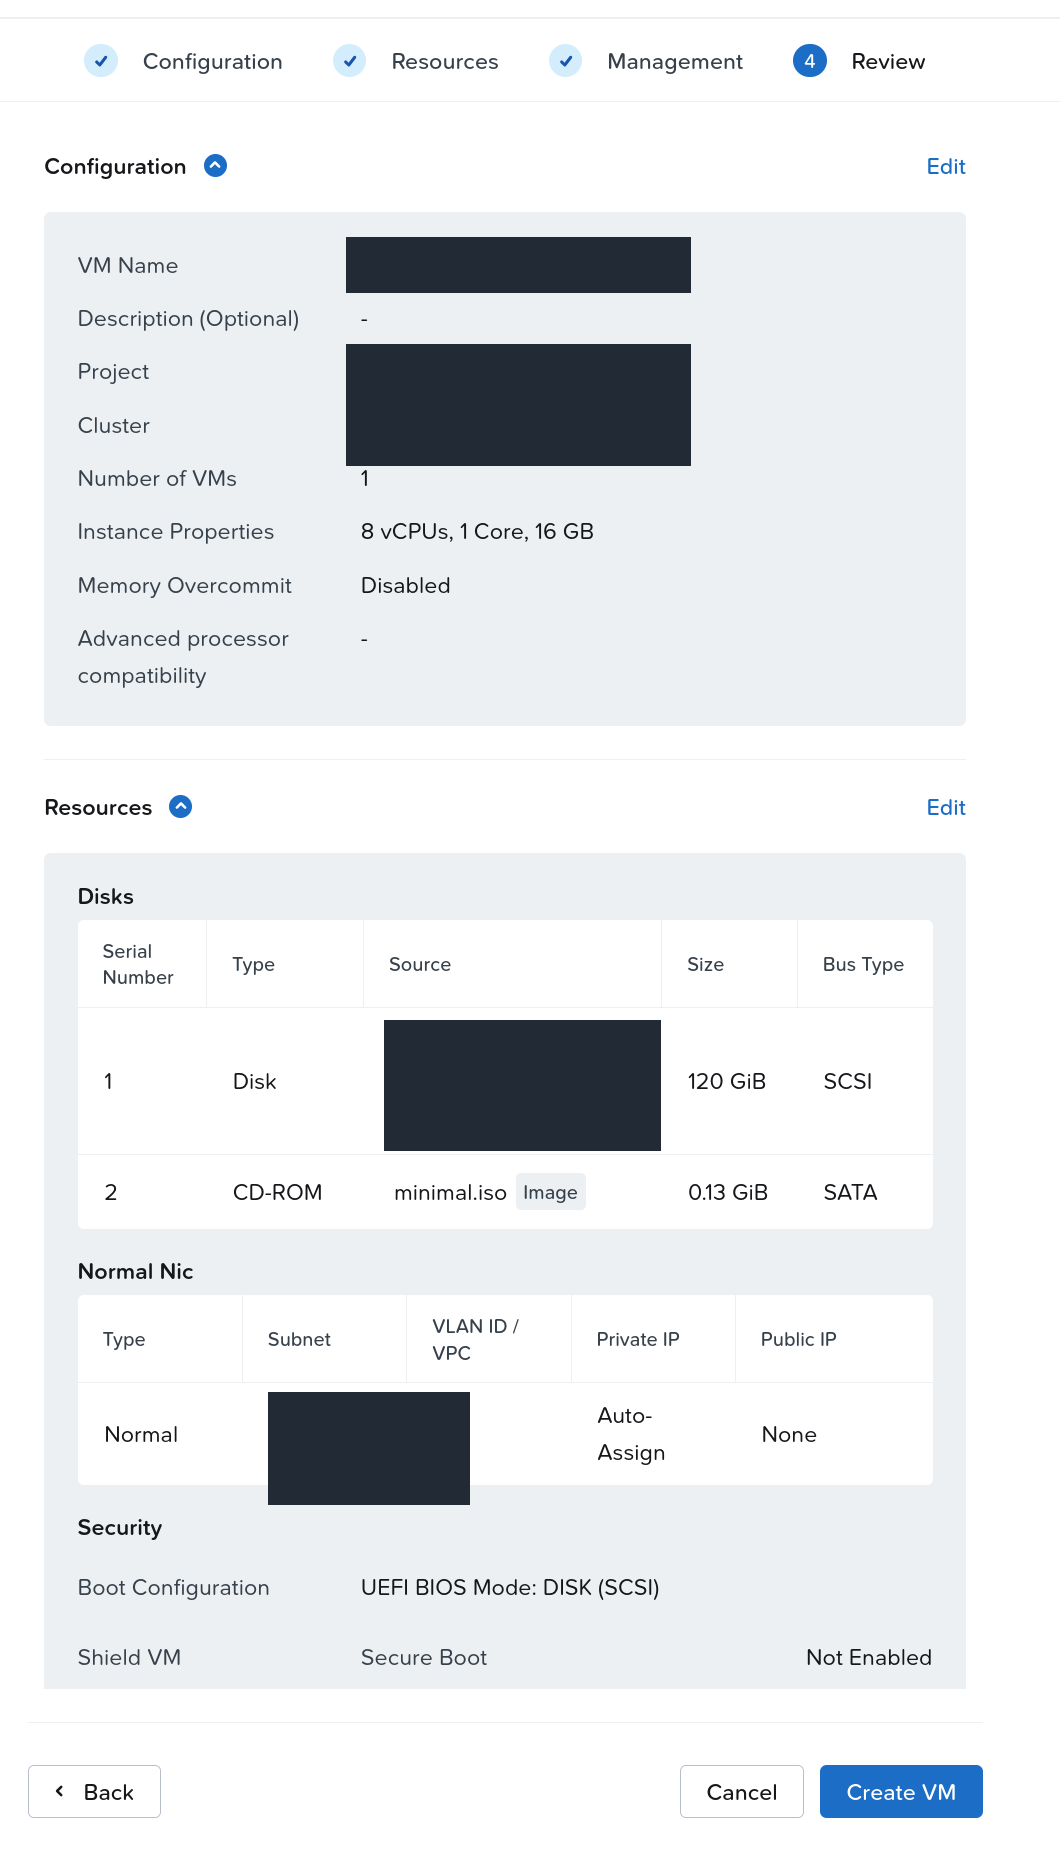 Configuration Resources Management 4 Review
Configuration Edit
VM Name
Description (Optional) -
Project
Cluster
Number of VMs 1
Instance Properties 8 vCPUs, 1 Core, 16 GB
Memory Overcommit Disabled
Advanced processor -
compatibility
Resources Edit
Disks
Serial
Number Type Source Size Bus Type
1 Disk 120 GiB SCSI
2 CD-ROM minimal.iso Image 0.13 GiB SATA
Normal Nic
Type Subnet VLAN ID /
VPC Private IP Public IP
Normal Auto-
Assign None
Security
Boot Configuration UEFI BIOS Mode: DISK (SCSI)
Shield VM Secure Boot Not Enabled
Back Cancel Create VM